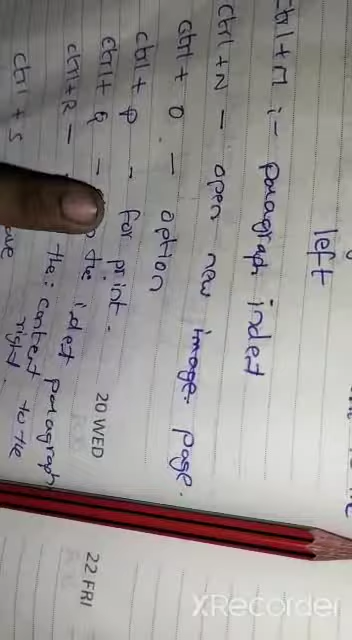 left
ctrl+M :- paragraph indet
ctrl+N - open new image page.
ctrl + O. - option
ctrl + P - for print.
ctrl+Q - the indet paragraph
ctrl+R - the content to the
right.
ctrl + S
20 WED
22 FRI
XRecorder